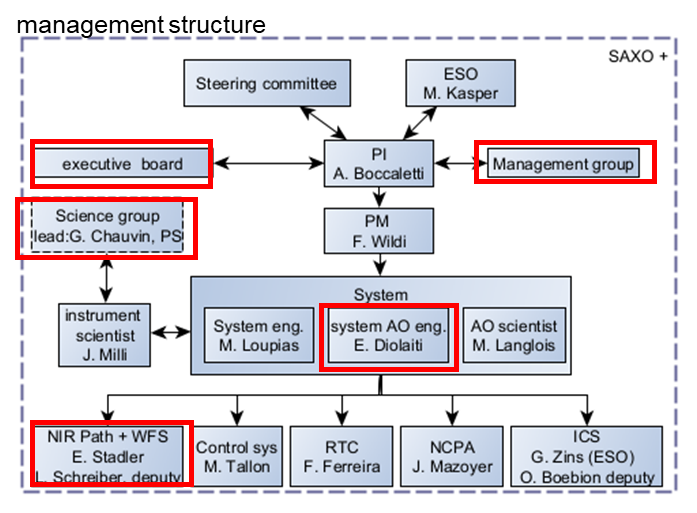 management structure
SAXO +
Steering committee
ESO
M. Kasper
executive board
PI
A. Boccaletti
Management group
Science group
lead:G. Chauvin, PS
PM
F. Wildi
System
instrument
scientist
J. Milli
System eng.
M. Loupias
system AO eng.
E. Diolaiti
AO scientist
M. Langlois
NIR Path + WFS
E. Stadler
L. Schreiber, deputy
Control sys
M. Tallon
RTC
F. Ferreira
NCPA
J. Mazoyer
ICS
G. Zins (ESO)
O. Boebion deputy